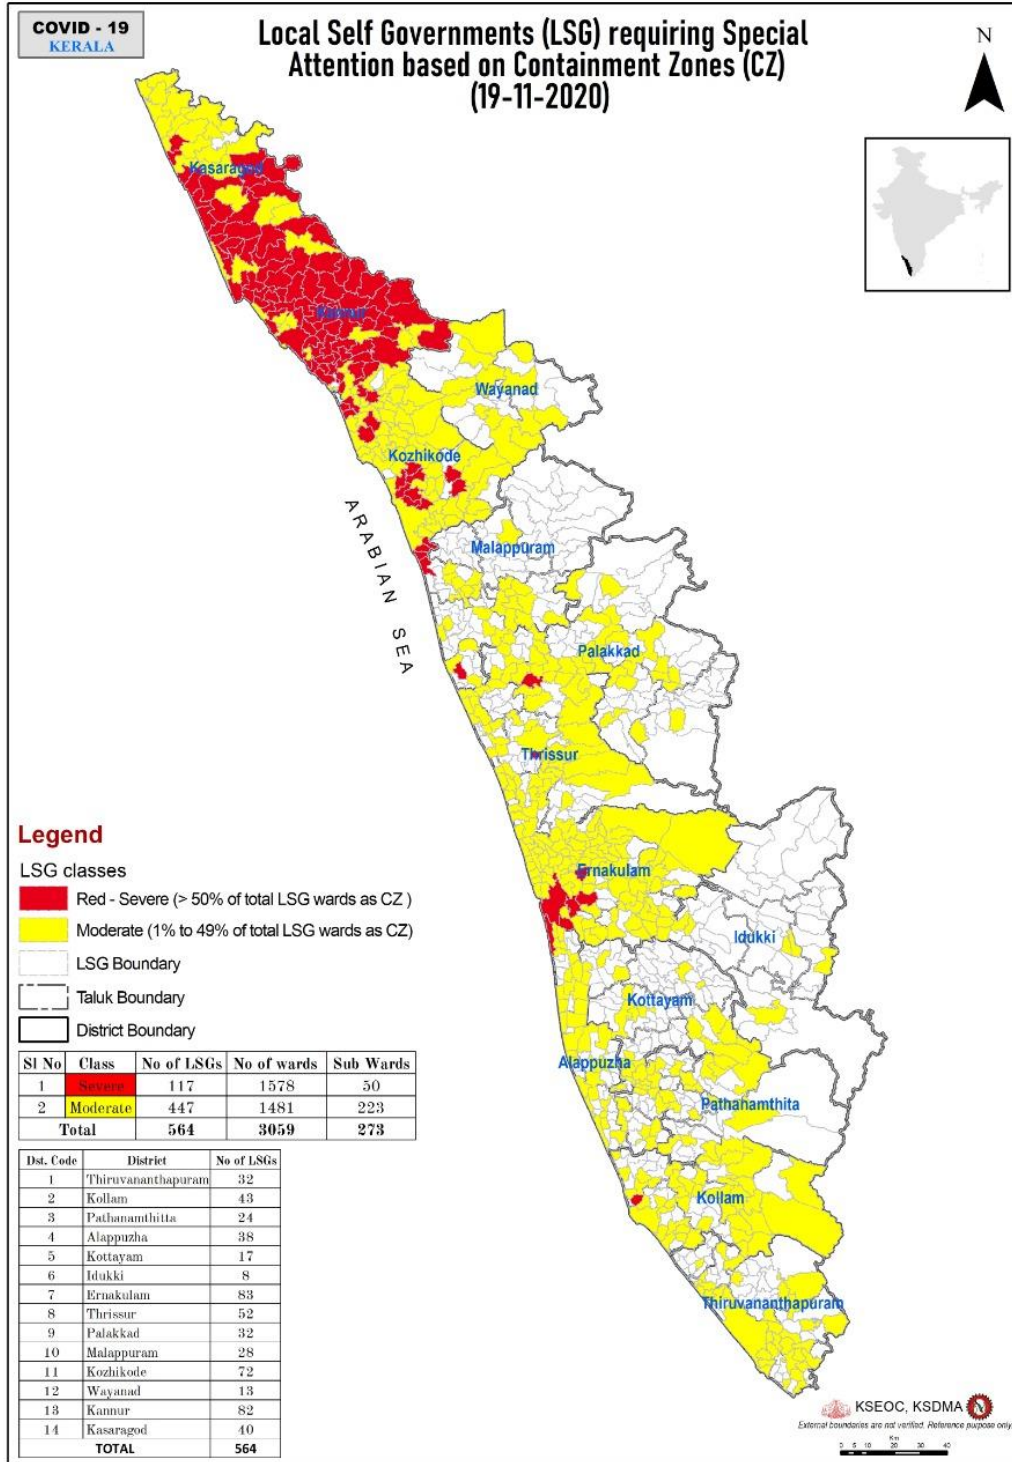 COVID - 19
KERALA
Local Self Governments (LSG) requiring Special
Attention based on Containment Zones (CZ)
(19-11-2020)
N
Kasaragod
Kannur
Wayanad
Kozhikode
Malappuram
ARABIAN SEA
Palakkad
Thrissur
Ernakulam
Idukki
Kottayam
Alappuzha
Pathanamthita
Kollam
Thiruvananthapuram
Legend
LSG classes
Red - Severe (> 50% of total LSG wards as CZ )
Moderate (1% to 49% of total LSG wards as CZ)
LSG Boundary
Taluk Boundary
District Boundary
Sl No Class No of LSGs No of wards Sub Wards
1 Severe 117 1578 50
2 Moderate 447 1481 223
Total 564 3059 273
Dst. Code District No of LSGs
1 Thiruvananthapuram 32
2 Kollam 43
3 Pathanamthitta 24
4 Alappuzha 38
5 Kottayam 17
6 Idukki 8
7 Ernakulam 83
8 Thrissur 52
9 Palakkad 32
10 Malappuram 28
11 Kozhikode 72
12 Wayanad 13
13 Kannur 82
14 Kasaragod 40
TOTAL 564
KSEOC, KSDMA
External boundaries are not verified. Reference purpose only.
Km
0 5 10 20 30 40